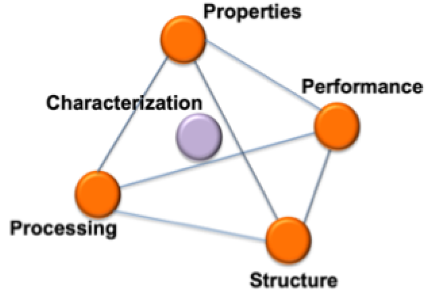 Properties
Performance
Characterization
Processing
Structure